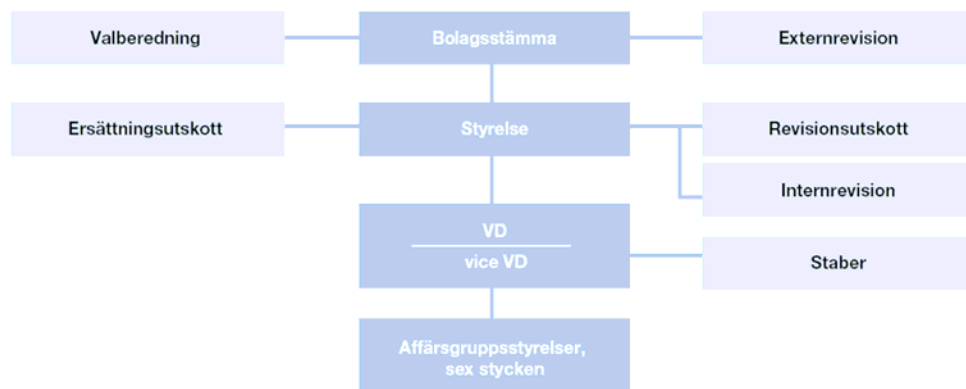 Valberedning
Bolagsstämma
Externrevision
Ersättningsutskott
Styrelse
Revisionsutskott
Internrevision
VD
vice VD
Staber
Affärsgruppsstyrelser,
sex stycken